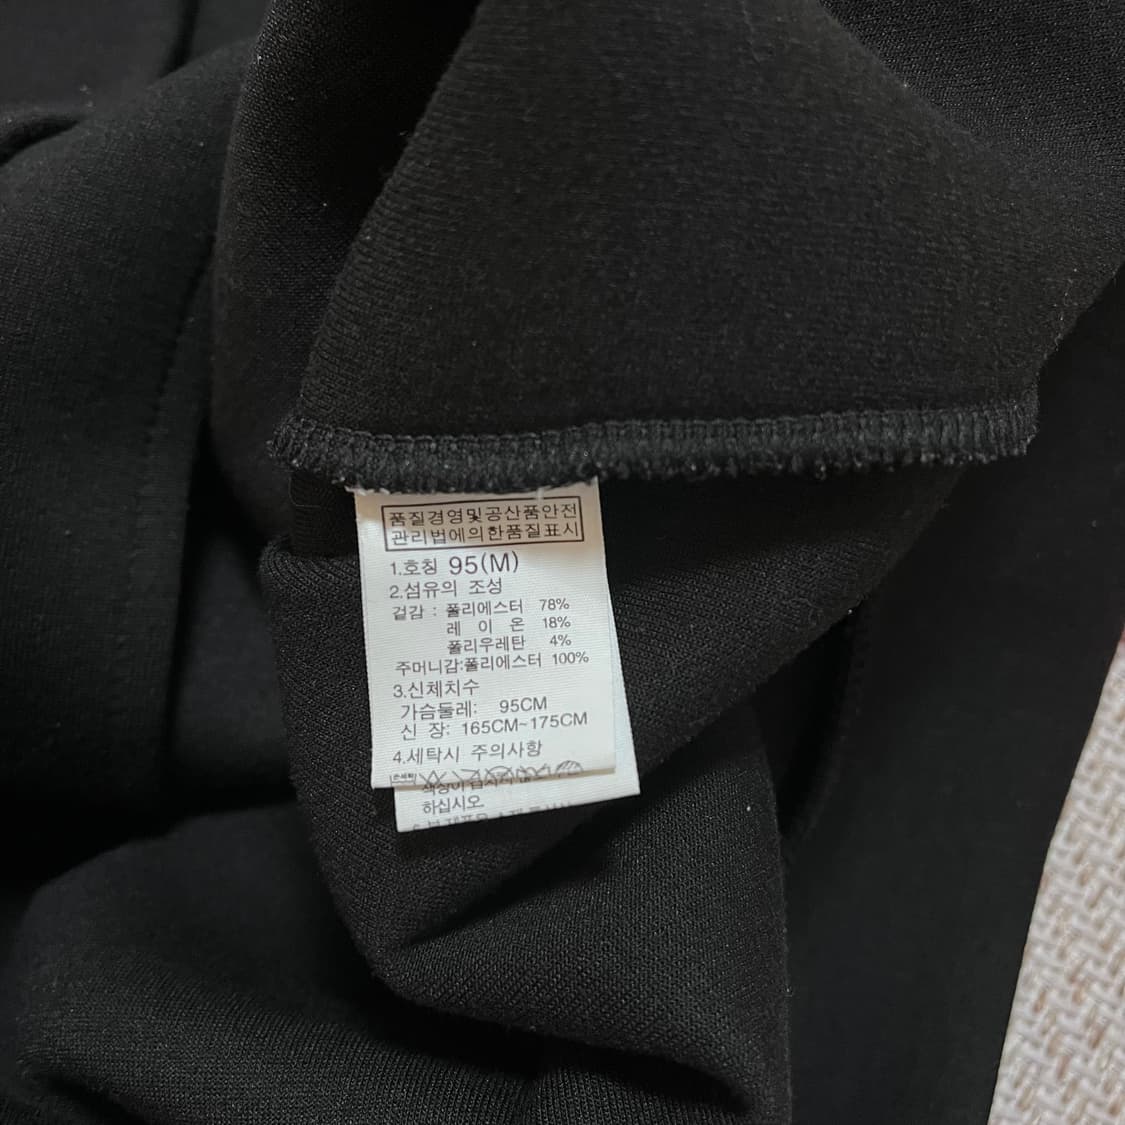 품질경영및공산품안전
관리법에의한품질표시
1.호칭 95(M)
2.섬유의 조성
겉감 : 폴리에스터 78%
레 이 온 18%
폴리우레탄 4%
주머니감:폴리에스터 100%
3.신체치수
가슴둘레: 95CM
신 장: 165CM~175CM
4.세탁시 주의사항
손세탁
하십시오.